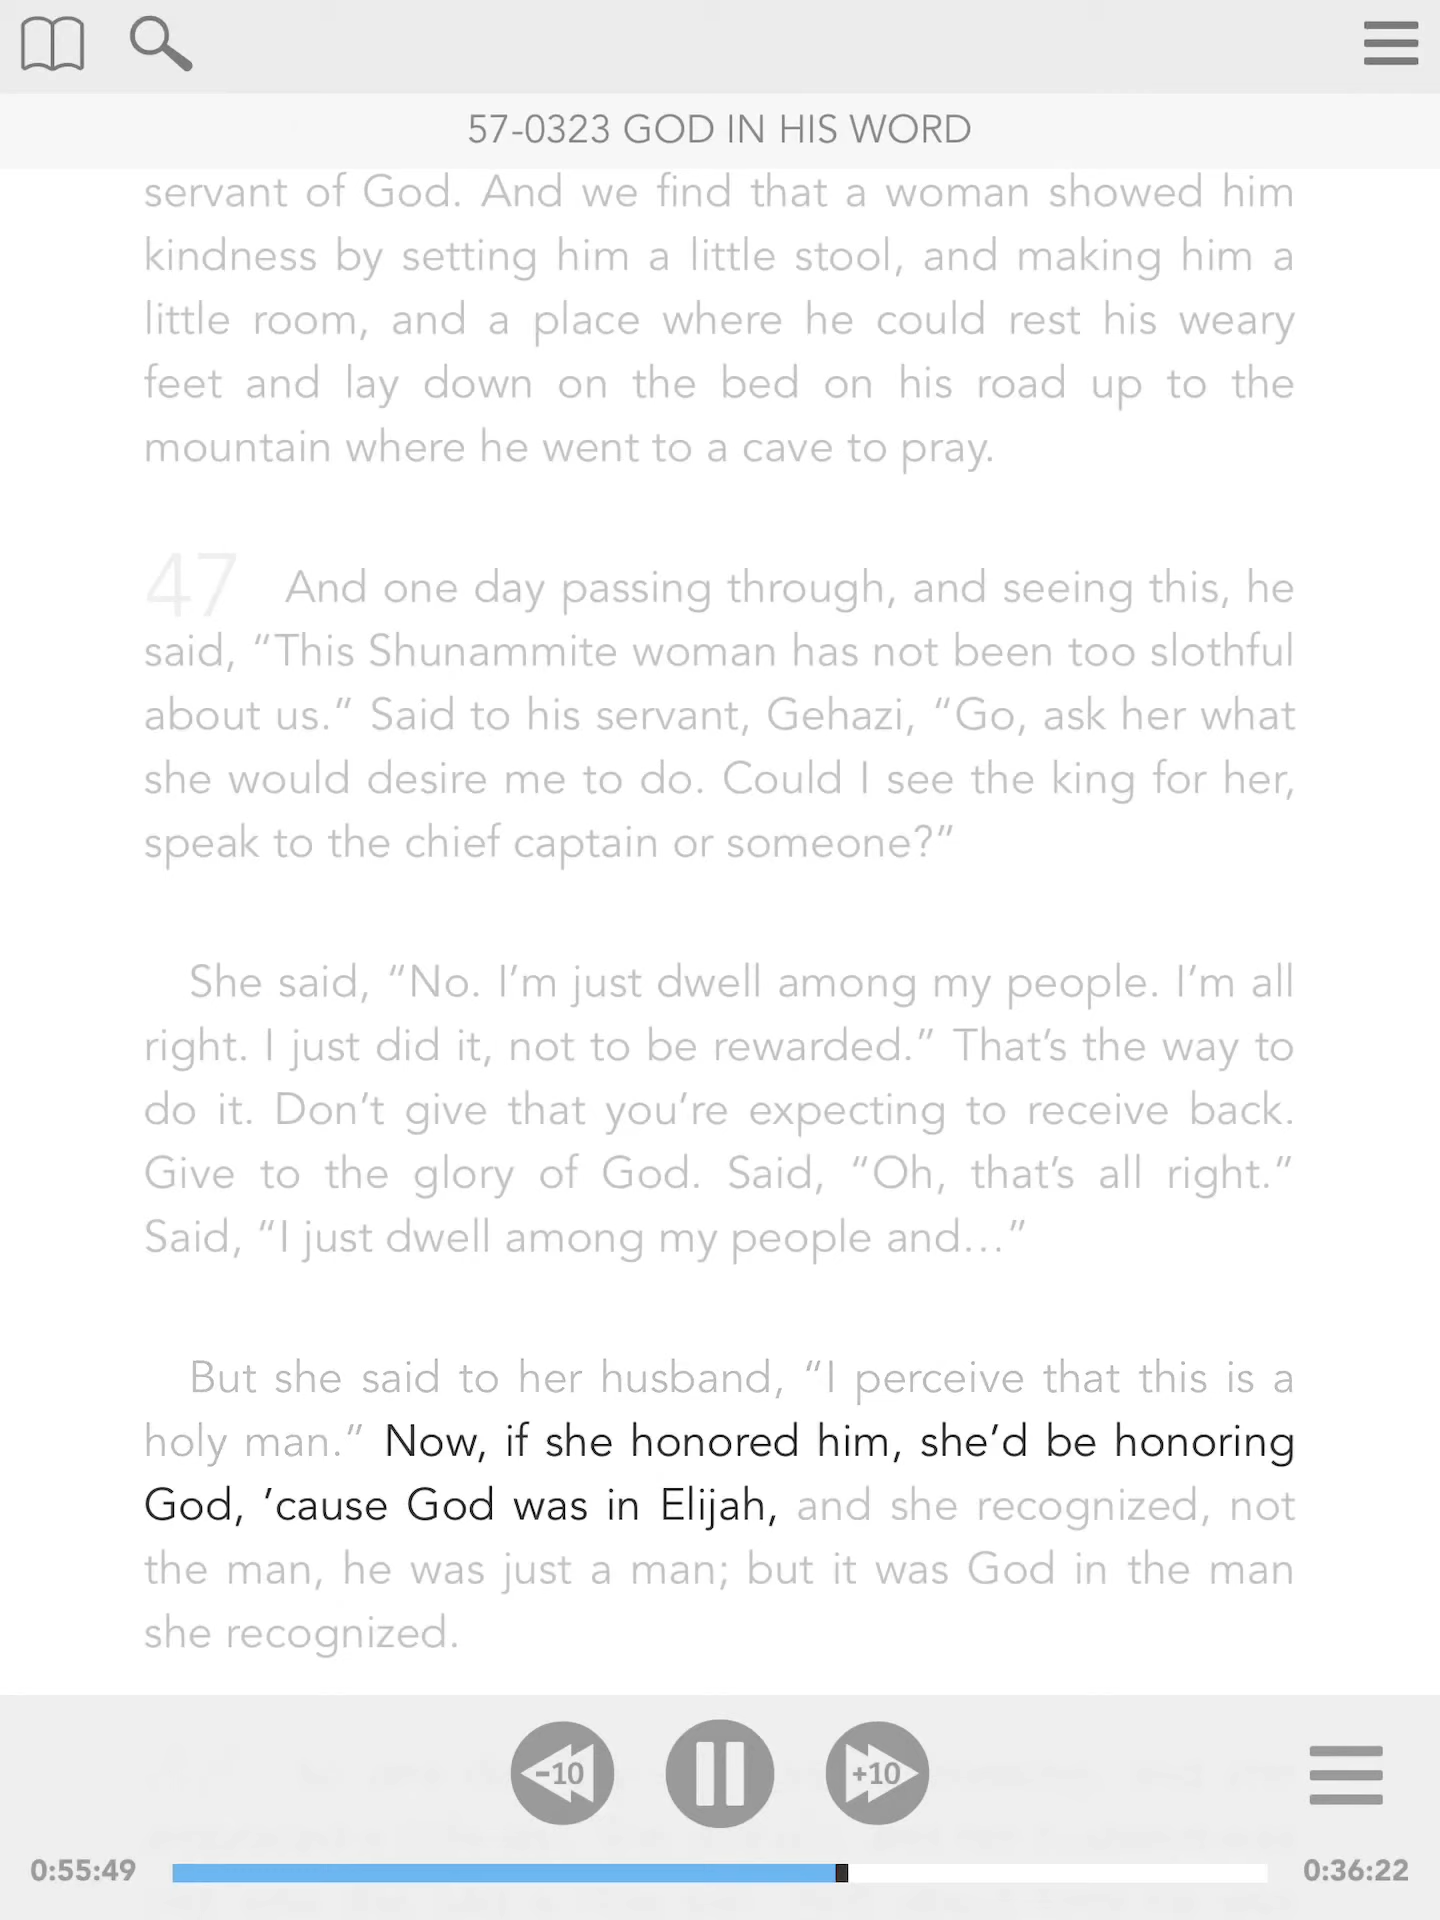 57-0323 GOD IN HIS WORD
servant of God. And we find that a woman showed him
kindness by setting him a little stool, and making him a
little room, and a place where he could rest his weary
feet and lay down on the bed on his road up to the
mountain where he went to a cave to pray.
47 And one day passing through, and seeing this, he
said, “This Shunammite woman has not been too slothful
about us.” Said to his servant, Gehazi, “Go, ask her what
she would desire me to do. Could I see the king for her,
speak to the chief captain or someone?”
She said, “No. I’m just dwell among my people. I’m all
right. I just did it, not to be rewarded.” That’s the way to
do it. Don’t give that you’re expecting to receive back.
Give to the glory of God. Said, “Oh, that’s all right.”
Said, “I just dwell among my people and…”
But she said to her husband, “I perceive that this is a
holy man.” Now, if she honored him, she’d be honoring
God, ’cause God was in Elijah, and she recognized, not
the man, he was just a man; but it was God in the man
she recognized.
-10 +10
0:55:49 0:36:22